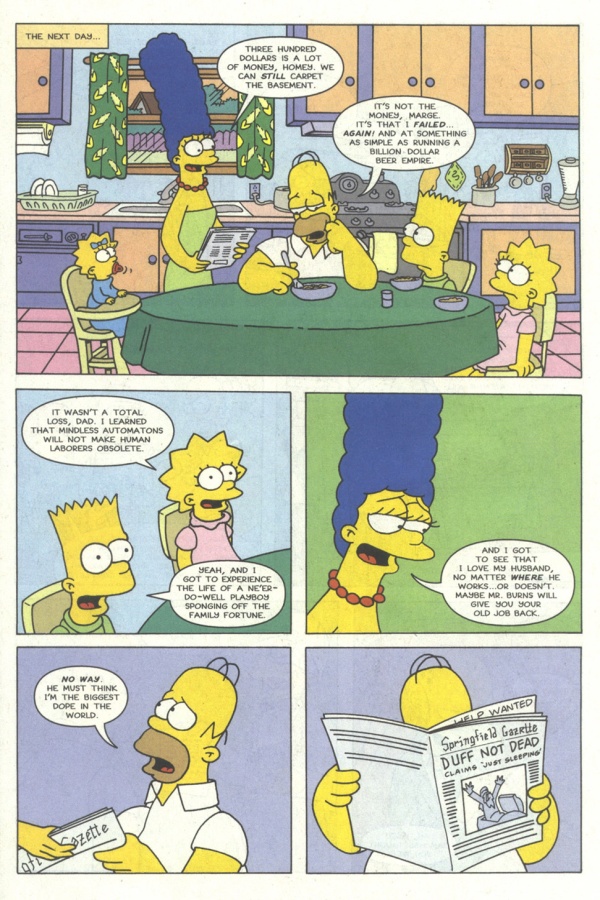 THE NEXT DAY...
THREE HUNDRED
DOLLARS IS A LOT
OF MONEY, HOMEY. WE
CAN STILL CARPET
THE BASEMENT.
IT'S NOT THE
MONEY, MARGE.
IT'S THAT I FAILED...
AGAIN! AND AT SOMETHING
AS SIMPLE AS RUNNING A
BILLION-DOLLAR
BEER EMPIRE.
IT WASN'T A TOTAL
LOSS, DAD. I LEARNED
THAT MINDLESS AUTOMATONS
WILL NOT MAKE HUMAN
LABORERS OBSOLETE.
YEAH, AND I
GOT TO EXPERIENCE
THE LIFE OF A NE'ER-
DO-WELL PLAYBOY
SPONGING OFF THE
FAMILY FORTUNE.
AND I GOT
TO SEE THAT
I LOVE MY HUSBAND,
NO MATTER WHERE HE
WORKS...OR DOESN'T.
MAYBE MR. BURNS WILL
GIVE YOU YOUR
OLD JOB BACK.
NO WAY.
HE MUST THINK
I'M THE BIGGEST
DOPE IN THE
WORLD.
Gazette
HELP WANTED
Springfield Gazette
DUFF NOT DEAD
CLAIMS 'JUST SLEEPING'